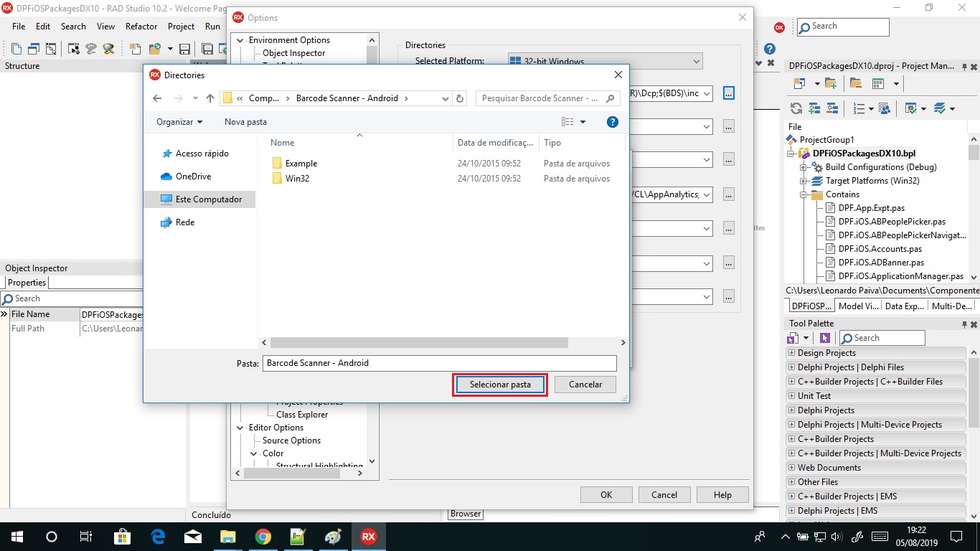 DPFiOSPackagesDX10 - RAD Studio 10.2 - Welcome Pag
File Edit Search View Refactor Project Run
Search
Structure
Options
Environment Options
Object Inspector
Directories
Selected Platform: 32-bit Windows
R)\Dcp;$(BDS)\inc
/CL\AppAnalytics;
Directories
« Comp... > Barcode Scanner - Android >
Pesquisar Barcode Scanner - ...
Organizar
Nova pasta
Nome
Data de modificaç...
Tipo
Acesso rápido
OneDrive
Este Computador
Rede
Example 24/10/2015 09:52 Pasta de arquivos
Win32 24/10/2015 09:52 Pasta de arquivos
Pasta: Barcode Scanner - Android
Selecionar pasta
Cancelar
Object Inspector
Properties
Search
File Name DPFiOSPackages
Full Path C:\Users\Leonar
Project Properties
Class Explorer
Editor Options
Source Options
Color
Structural Highlighting
OK
Cancel
Help
Concluído
Browser
DPFiOSPackagesDX10.dproj - Project Man...
File
ProjectGroup1
DPFiOSPackagesDX10.bpl
Build Configurations (Debug)
Target Platforms (Win32)
Contains
DPF.App.Expt.pas
DPF.iOS.ABPeoplePicker.pas
DPF.iOS.ABPeoplePickerNavigat...
DPF.iOS.Accounts.pas
DPF.iOS.ADBanner.pas
DPF.iOS.ApplicationManager.pas
C:\Users\Leonardo Paiva\Documents\Componente
DPFiOSP... Model Vi... Data Exp... Multi-De...
Tool Palette
Search
Design Projects
Delphi Projects | Delphi Files
C++Builder Projects | C++Builder Files
Unit Test
Delphi Projects
Delphi Projects | Multi-Device Projects
C++Builder Projects
C++Builder Projects | Multi-Device Projects
Web Documents
Other Files
C++Builder Projects | EMS
Delphi Projects | EMS
19:22
05/08/2019